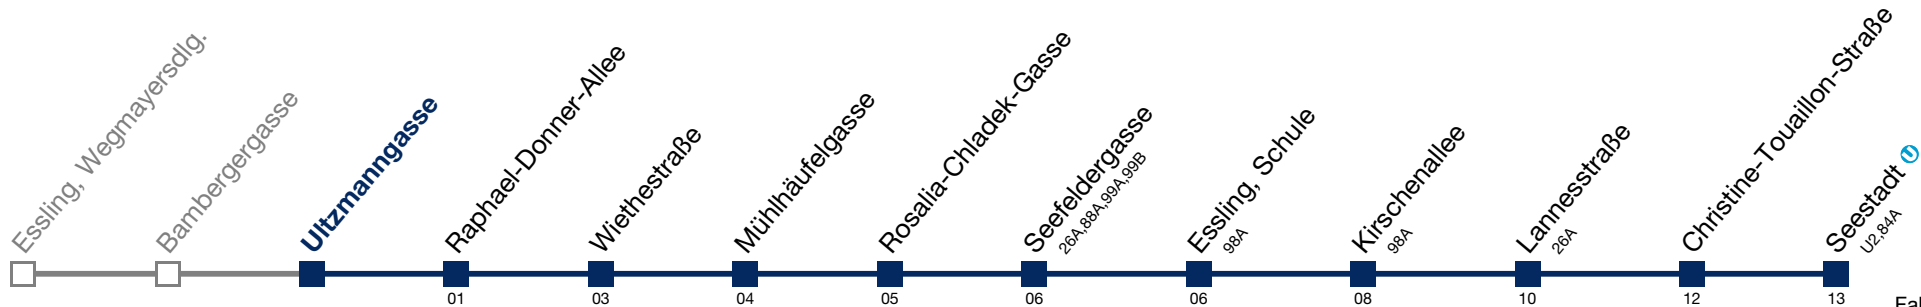 Essling, Wegmayersdlg.
Bambergergasse
Ultzmanngasse
Raphael-Donner-Allee
01
Wiethestraße
03
Mühlhäufelgasse
04
Rosalia-Chladek-Gasse
05
Seefeldergasse
26A,88A,99A,99B
06
Essling, Schule
98A
06
Kirschenallee
98A
08
Lannesstraße
26A
10
Christine-Touaillon-Straße
12
Seestadt U
U2,84A
13